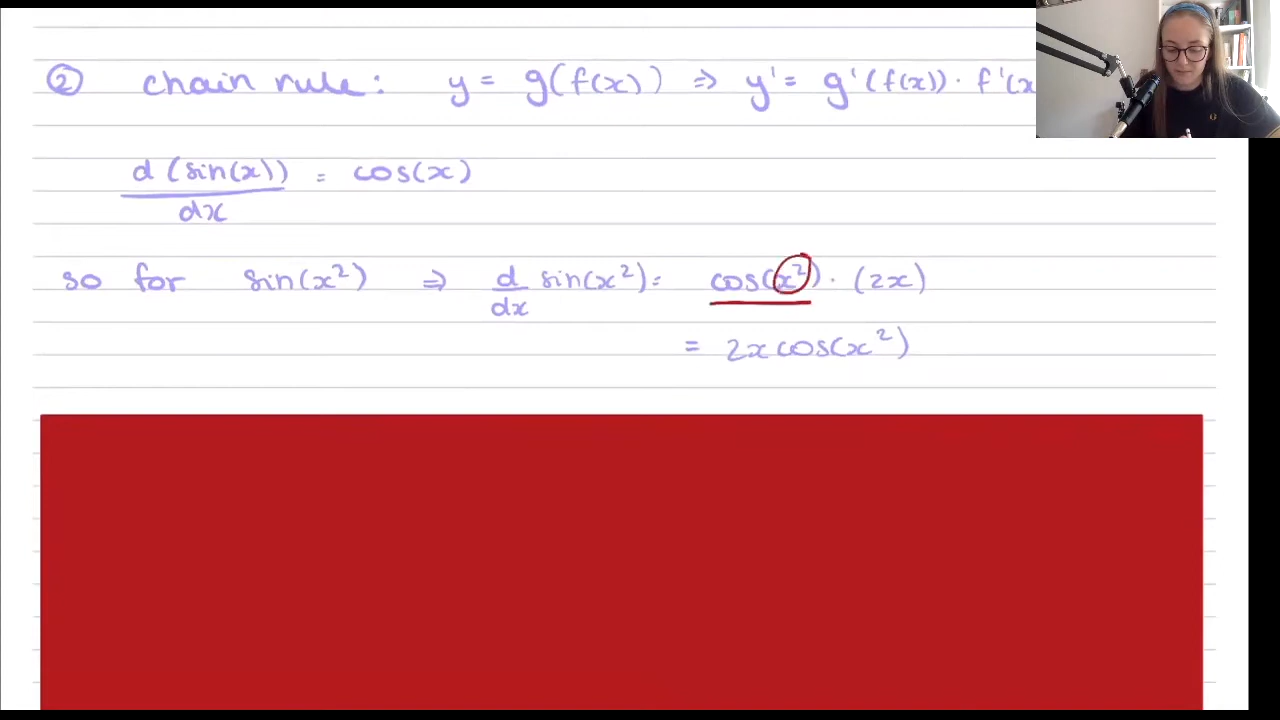 ② chain rule: y = g(f(x)) ⇒ y' = g'(f(x)) · f'(x
d (sin(x)) = cos(x)
dx
so for sin(x²) ⇒ d/dx sin(x²) = cos(x²) · (2x)
= 2x cos(x²)